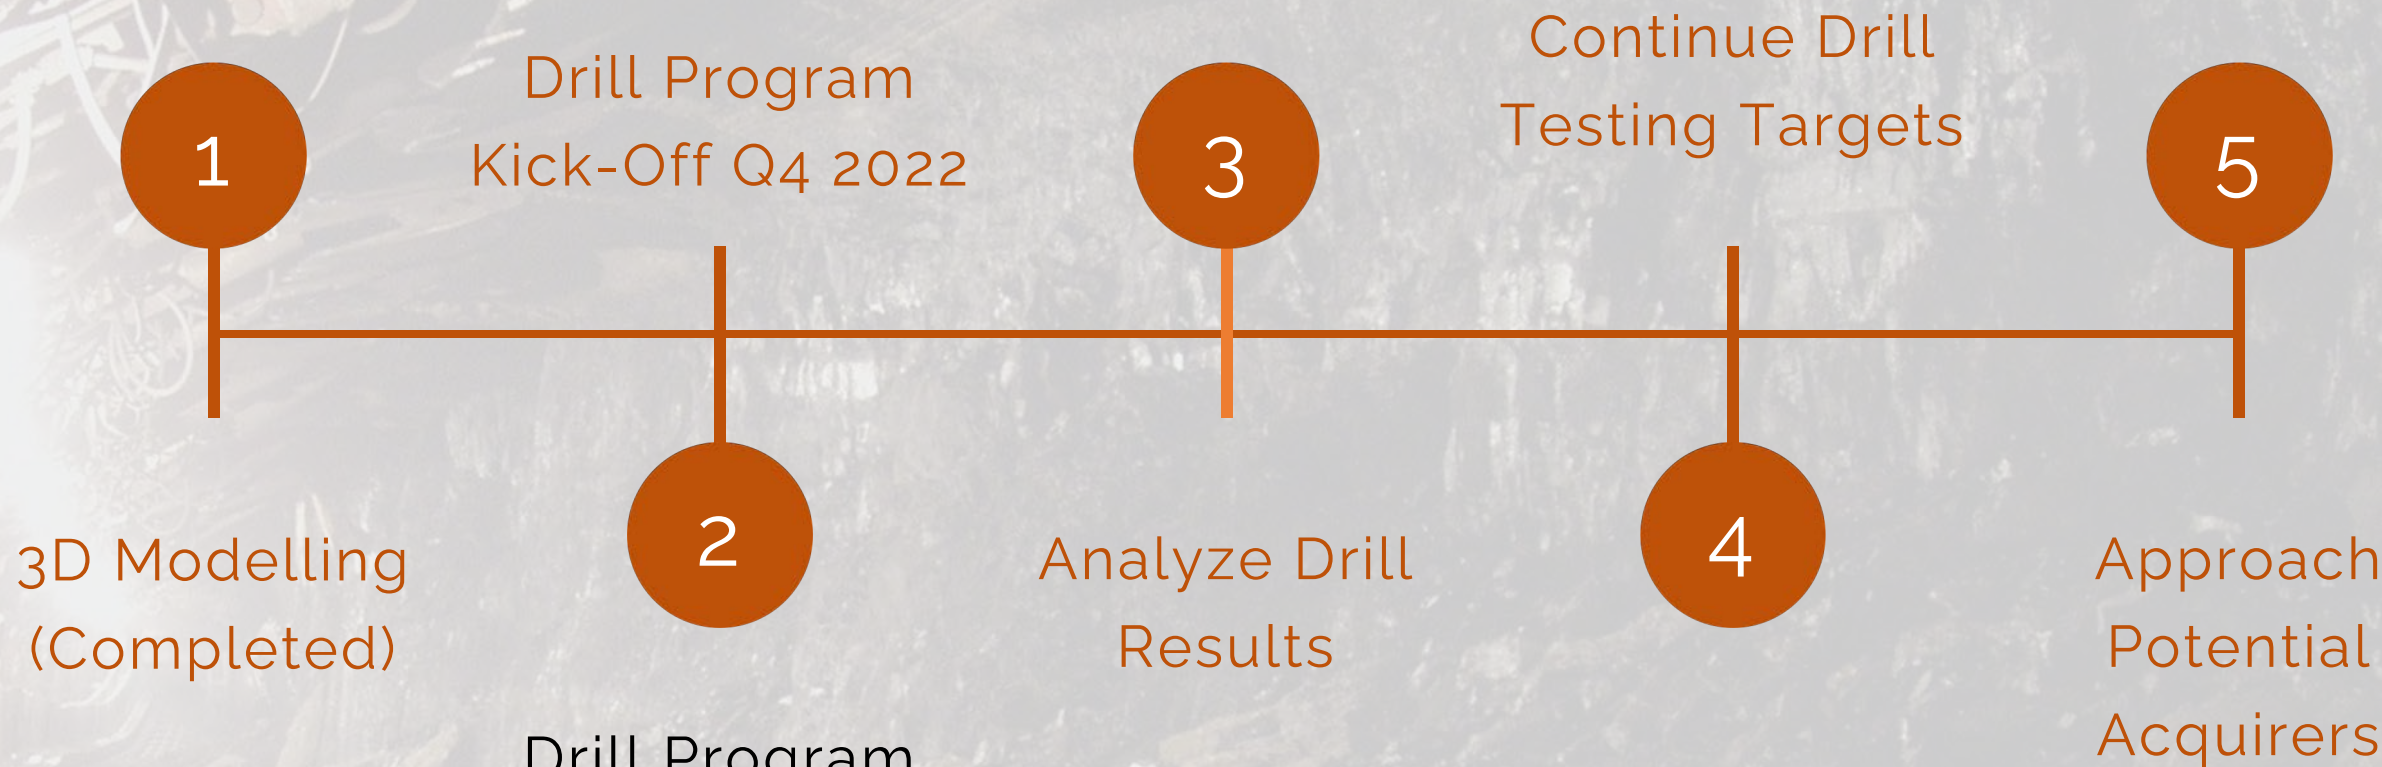 1
3D Modelling
(Completed)
Drill Program
Kick-Off Q4 2022
2
Drill Program
3
Analyze Drill
Results
Continue Drill
Testing Targets
4
5
Approach
Potential
Acquirers